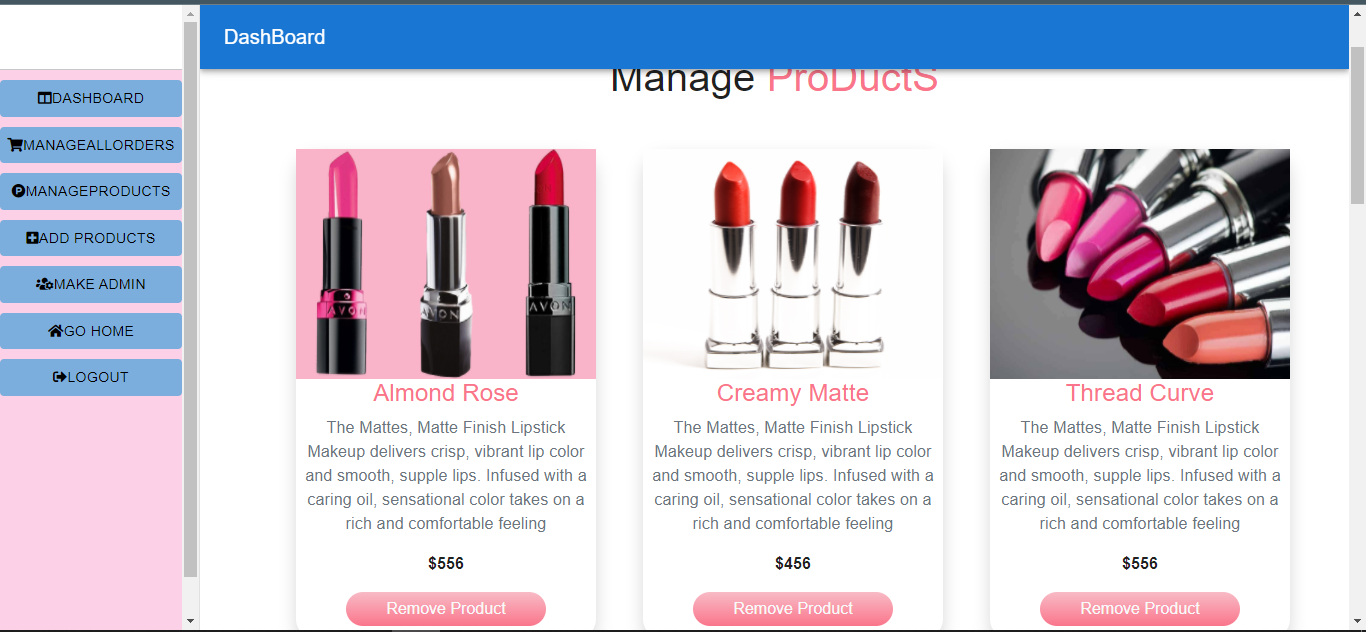 DashBoard
DASHBOARD
MANAGEALLORDERS
MANAGEPRODUCTS
ADD PRODUCTS
MAKE ADMIN
GO HOME
LOGOUT
Manage ProDuctS
AVON AVON AVON
Almond Rose
The Mattes, Matte Finish Lipstick
Makeup delivers crisp, vibrant lip color
and smooth, supple lips. Infused with a
caring oil, sensational color takes on a
rich and comfortable feeling
$556
Remove Product
Creamy Matte
The Mattes, Matte Finish Lipstick
Makeup delivers crisp, vibrant lip color
and smooth, supple lips. Infused with a
caring oil, sensational color takes on a
rich and comfortable feeling
$456
Remove Product
Thread Curve
The Mattes, Matte Finish Lipstick
Makeup delivers crisp, vibrant lip color
and smooth, supple lips. Infused with a
caring oil, sensational color takes on a
rich and comfortable feeling
$556
Remove Product